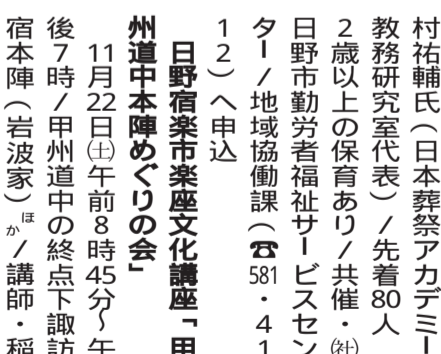 村祐輔氏（日本葬祭アカデミー
教務研究室代表）／先着80人
2歳以上の保育あり／共催・㈳
日野市勤労者福祉サービスセン
ター／地域協働課（☎581・41
12）へ申込
日野宿楽市楽座文化講座「甲
州道中本陣めぐりの会」
11月22日㈯午前8時45分～午
後7時／甲州道中の終点下諏訪
宿本陣（岩波家）ほか／講師・稲